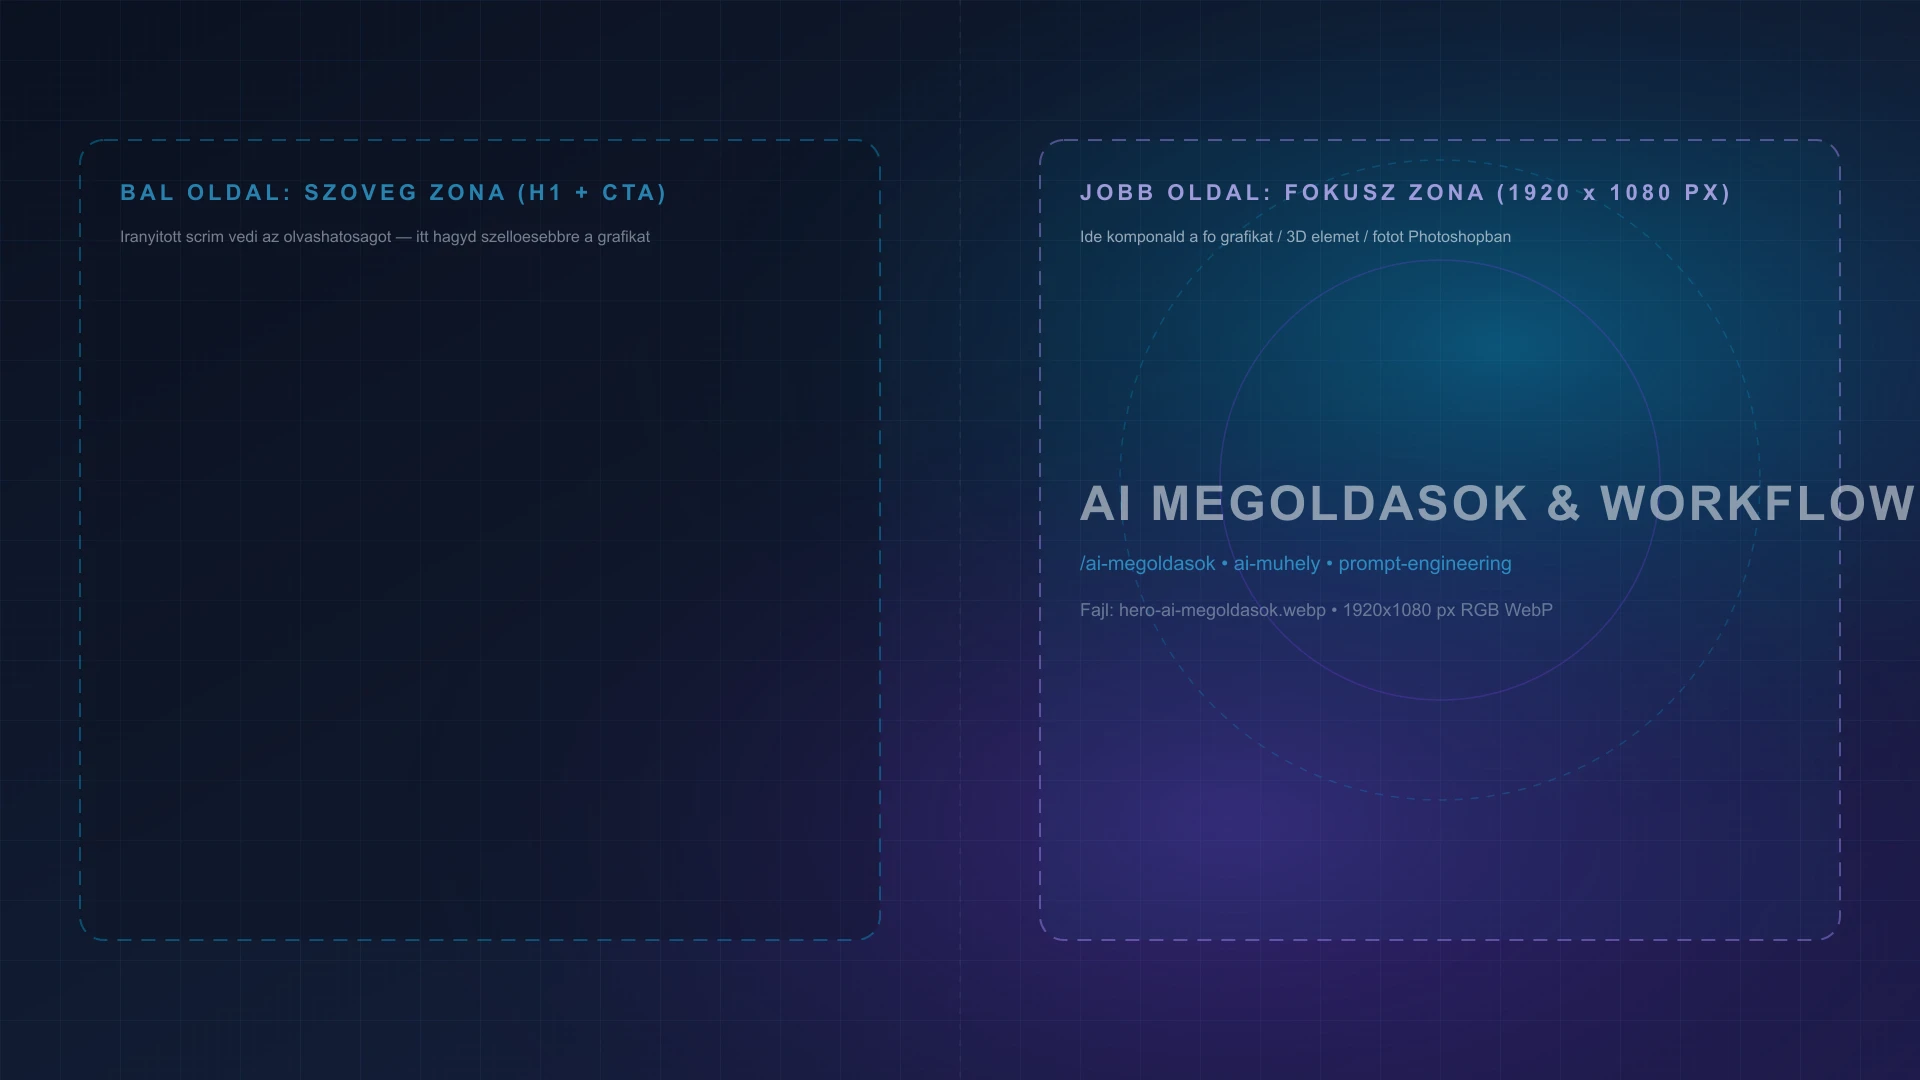 BAL OLDAL: SZOVEG ZONA (H1 + CTA)
Iranyitott scrim vedi az olvashatosagot — itt hagyd szelloesebbre a grafikat
JOBB OLDAL: FOKUSZ ZONA (1920 x 1080 PX)
Ide komponald a fo grafikat / 3D elemet / fotot Photoshopban
AI MEGOLDASOK & WORKFLOW
/ai-megoldasok • ai-muhely • prompt-engineering
Fajl: hero-ai-megoldasok.webp • 1920x1080 px RGB WebP